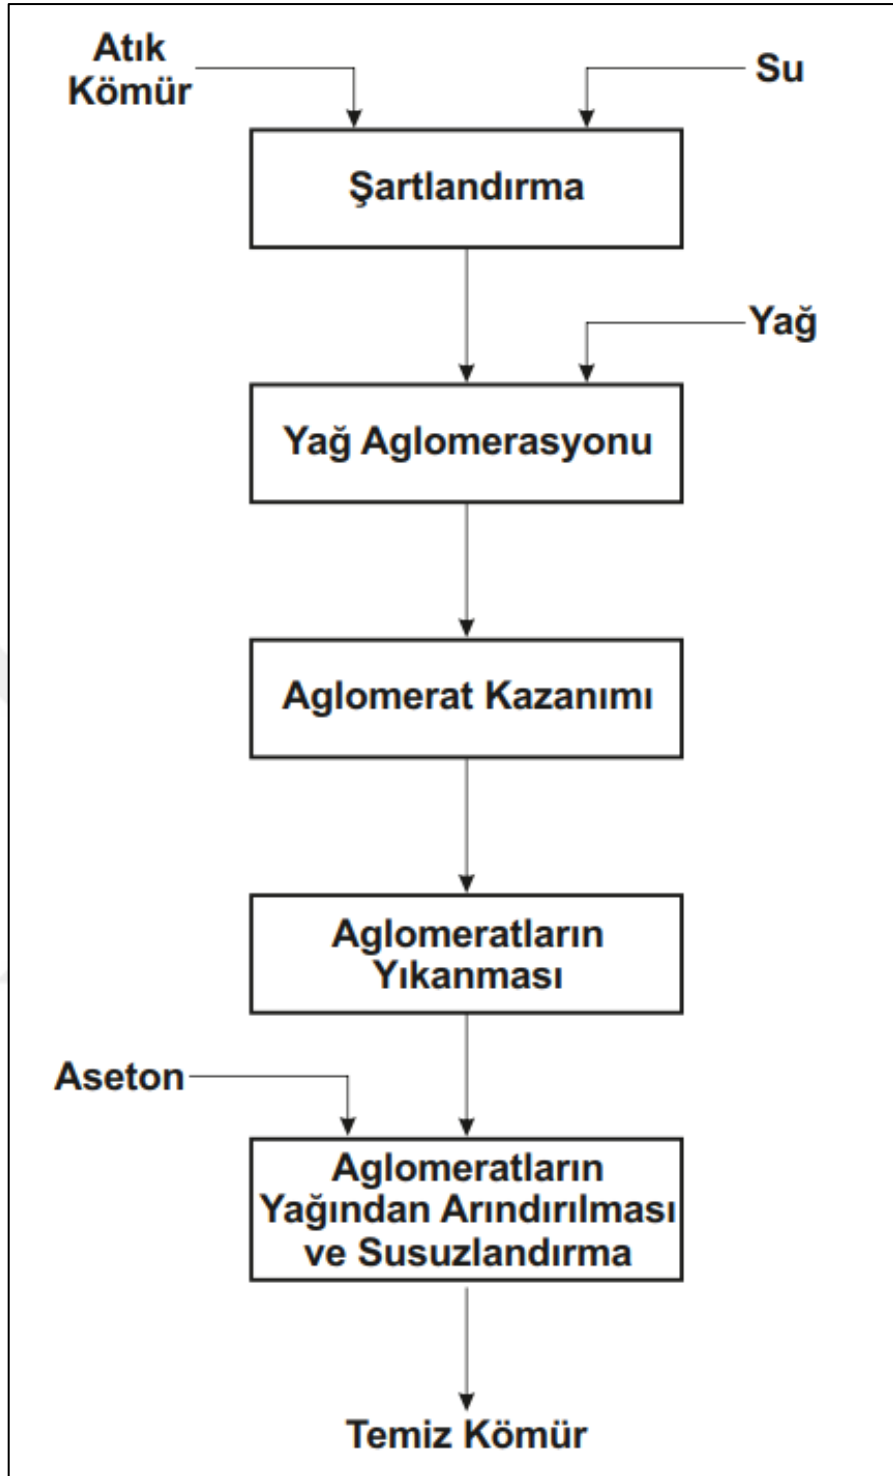 Atık
Kömür
Su
Şartlandırma
Yağ
Yağ Aglomerasyonu
Aglomerat Kazanımı
Aglomeratların
Yıkanması
Aseton
Aglomeratların
Yağından Arındırılması
ve Susuzlandırma
Temiz Kömür